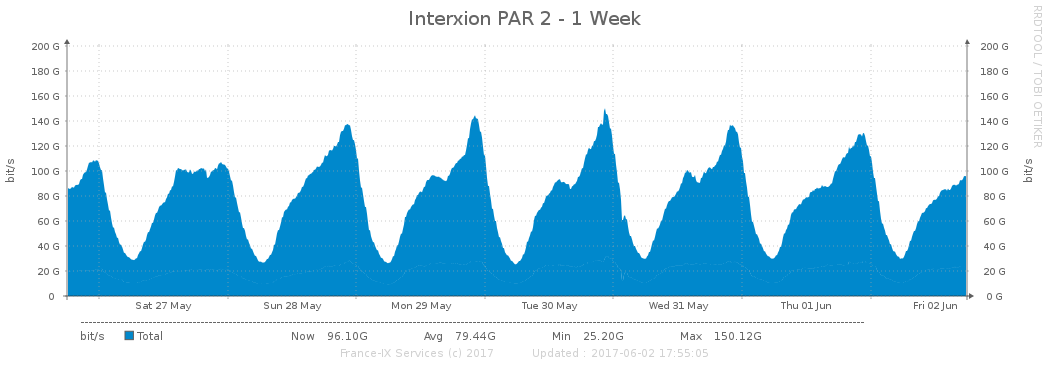 Interxion PAR 2 - 1 Week
RRDTOOL / TOBI OETIKER
bit/s
200 G 200 G
180 G 180 G
160 G 160 G
140 G 140 G
120 G 120 G
100 G 100 G
80 G 80 G
60 G 60 G
40 G 40 G
20 G 20 G
0 0 G
bit/s
Sat 27 May Sun 28 May Mon 29 May Tue 30 May Wed 31 May Thu 01 Jun Fri 02 Jun
bit/s Total Now 96.10G Avg 79.44G Min 25.20G Max 150.12G
France-IX Services (c) 2017 Updated : 2017-06-02 17:55:05